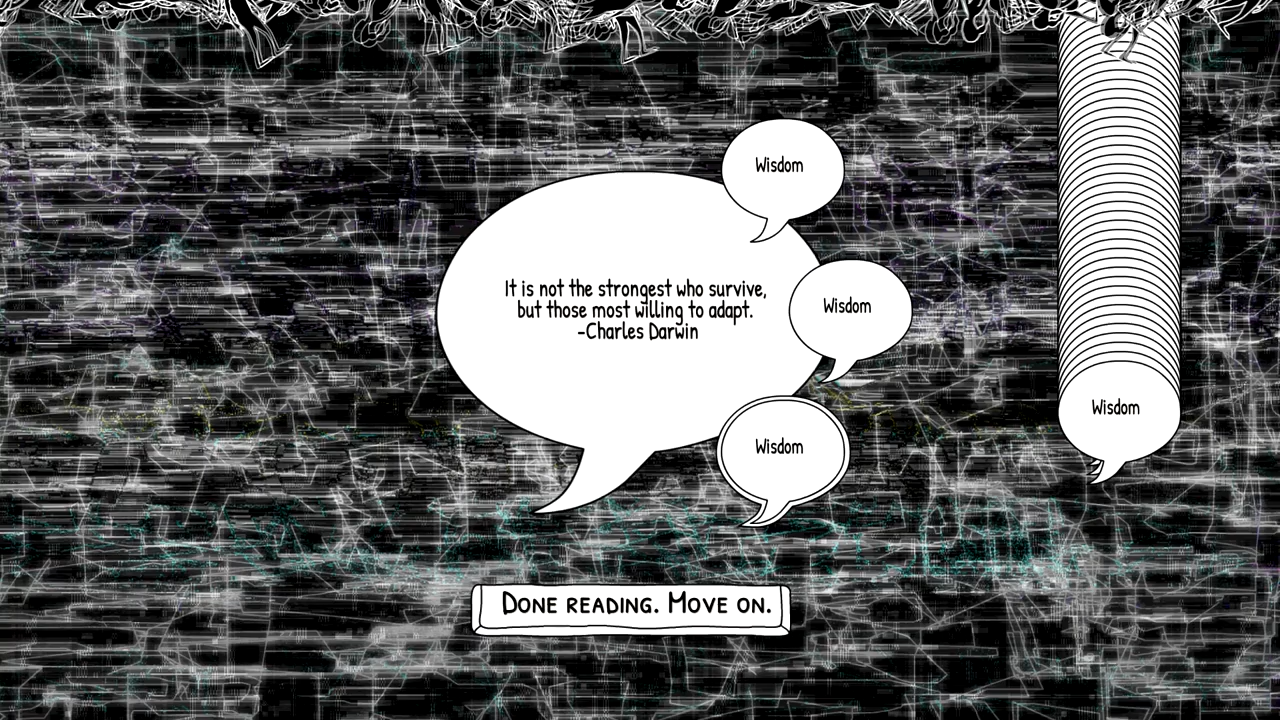 Wisdom
It is not the strongest who survive,
but those most willing to adapt.
-Charles Darwin
Wisdom
Wisdom
Wisdom
DONE READING. MOVE ON.